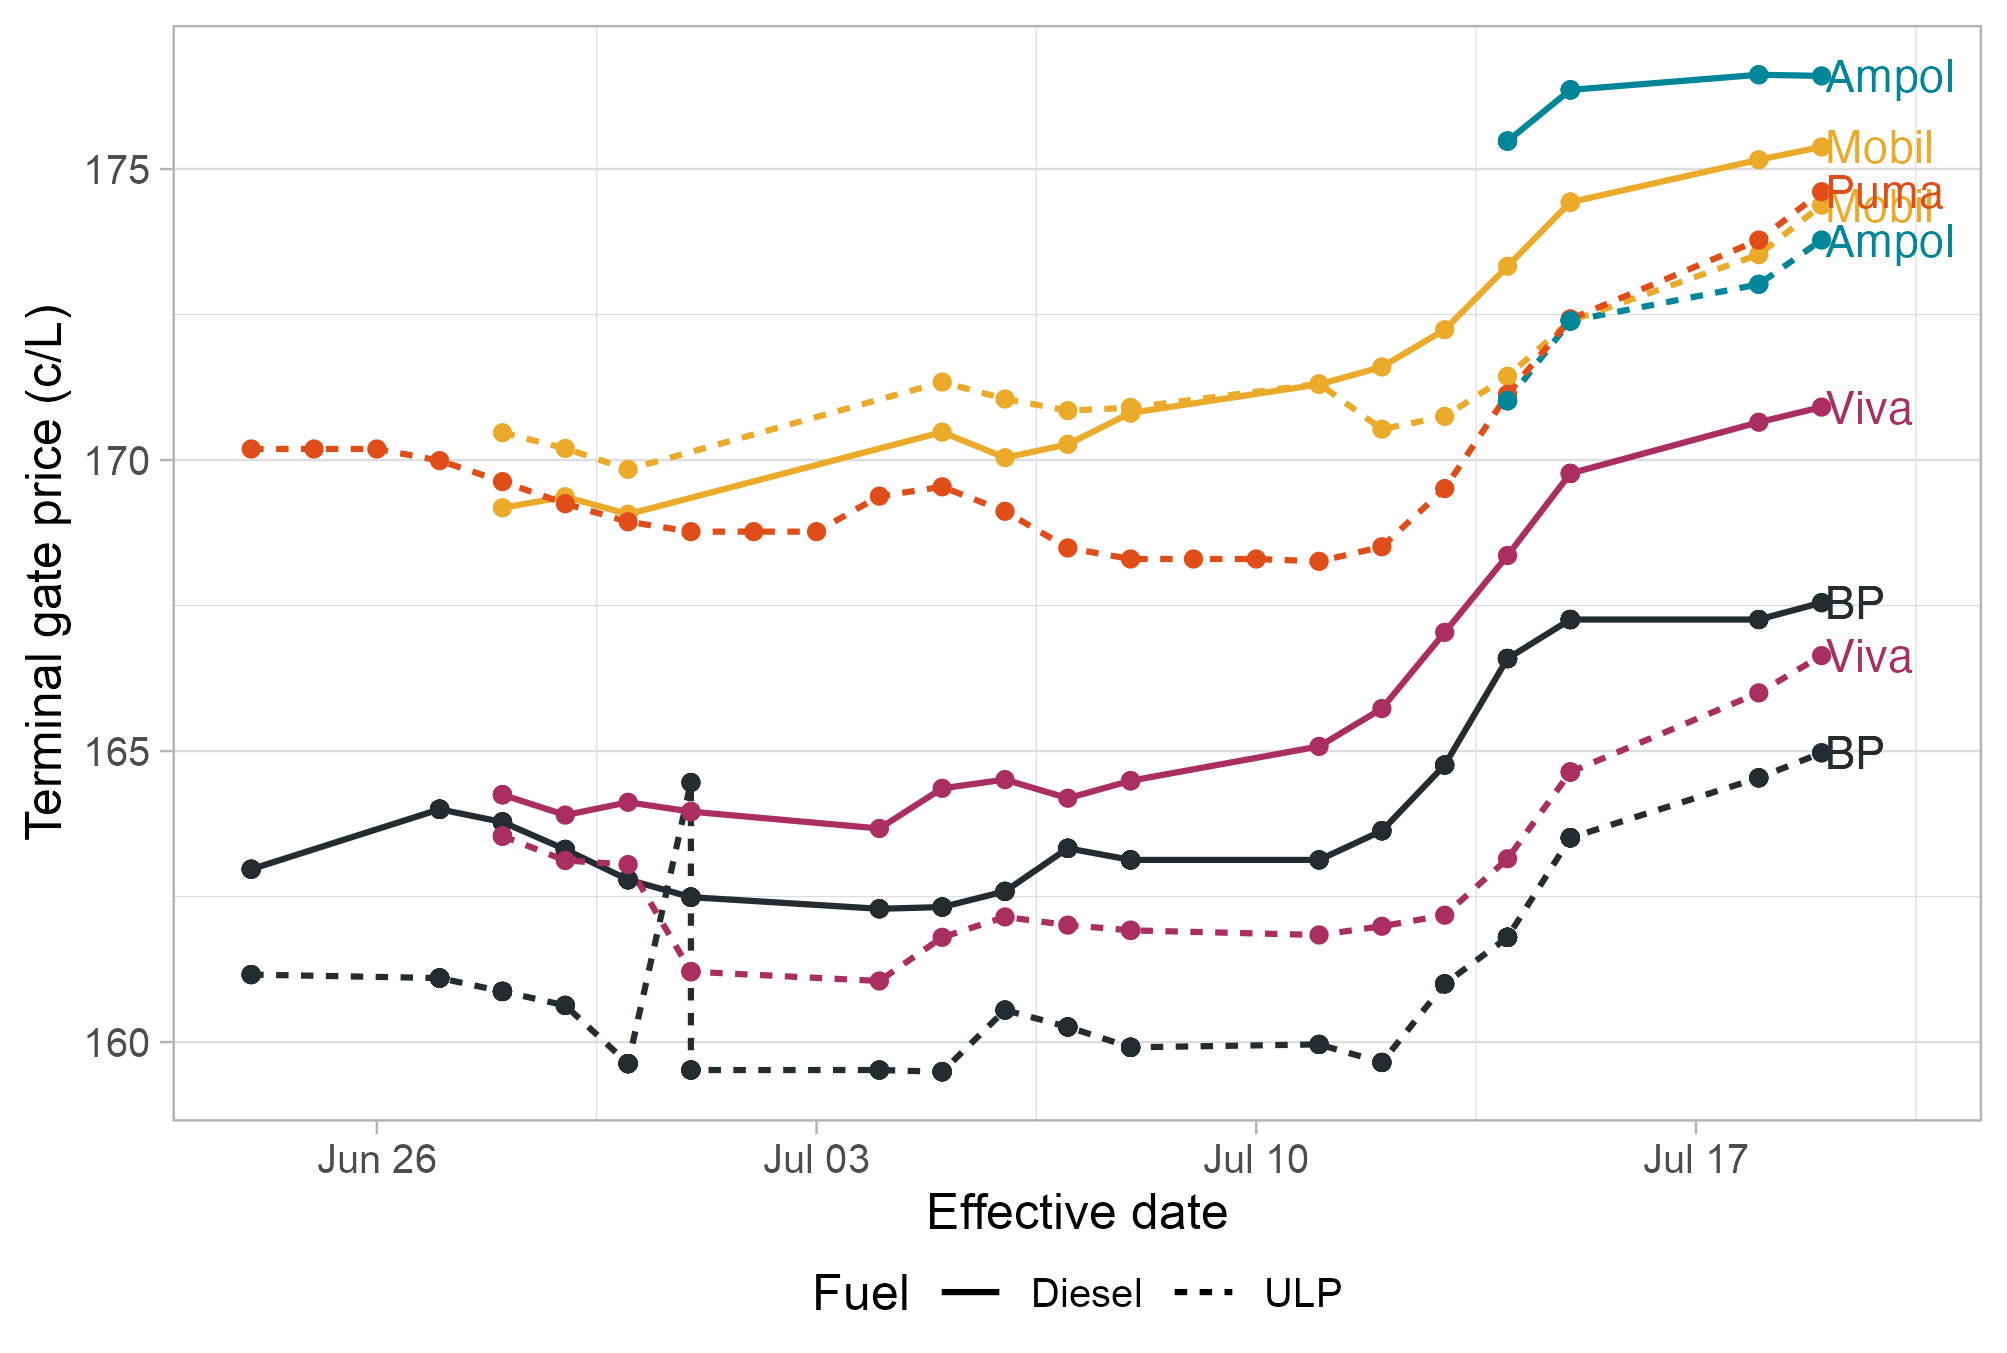 Terminal gate price (c/L)
175
170
165
160
Ampol
Mobil
Puma
Mobil
Ampol
Viva
BP
Viva
BP
Jun 26
Jul 03
Jul 10
Jul 17
Effective date
Fuel
Diesel
ULP